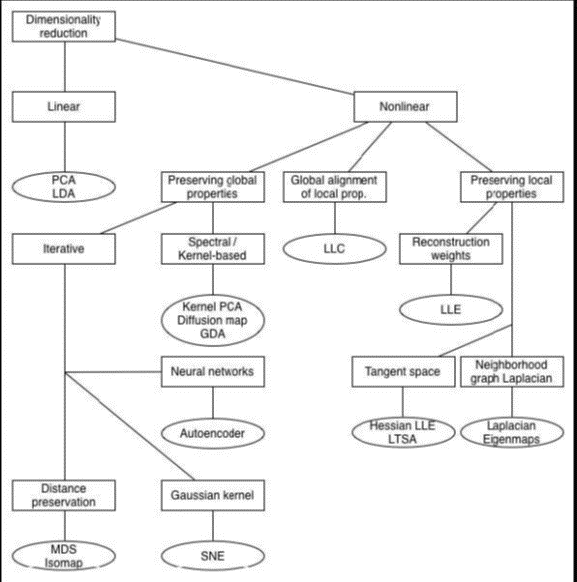 Dimensionality
reduction
Linear
Nonlinear
PCA
LDA
Preserving global
properties
Global alignment
of local prop.
Preserving local
properties
Iterative
Spectral /
Kernel-based
LLC
Reconstruction
weights
Kernel PCA
Diffusion map
GDA
LLE
Neural networks
Tangent space
Neighborhood
graph Laplacian
Autoencoder
Hessian LLE
LTSA
Laplacian
Eigenmaps
Distance
preservation
Gaussian kernel
MDS
Isomap
SNE